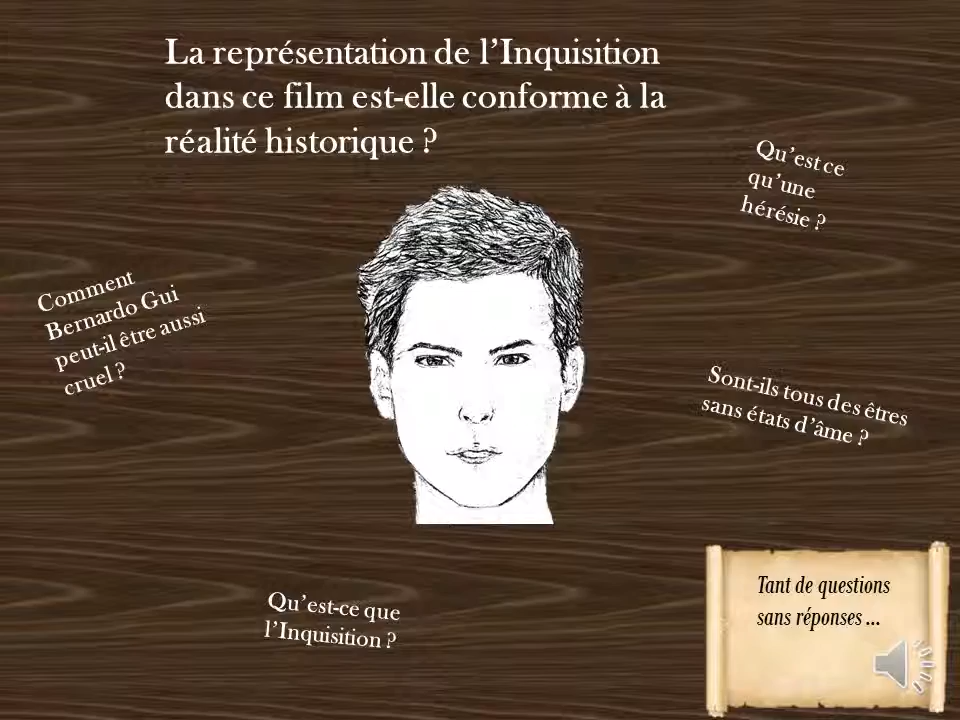 La représentation de l’Inquisition
dans ce film est-elle conforme à la
réalité historique ?
Qu’est ce
qu’une
hérésie ?
Comment
Bernardo Gui
peut-il être aussi
cruel ?
Sont-ils tous des êtres
sans états d’âme ?
Qu’est-ce que
l’Inquisition ?
Tant de questions
sans réponses ...